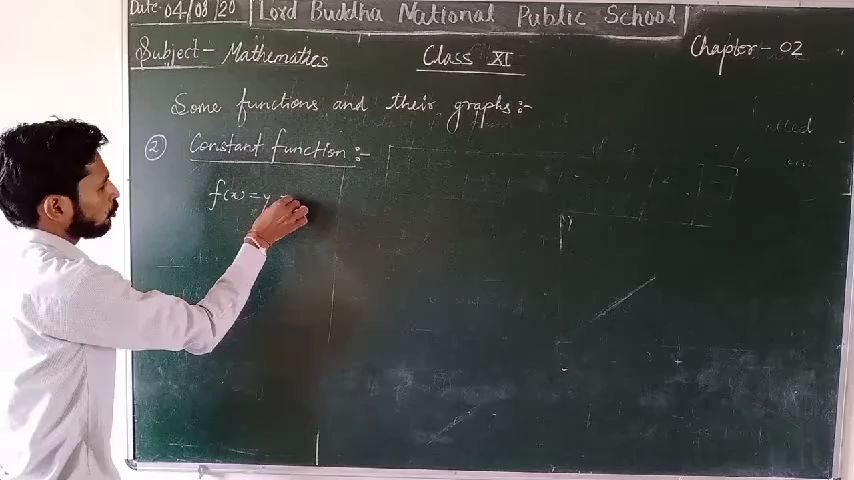 Date- 04/08/20 Lord Buddha National Public School
Subject- Mathematics Class XI Chapter- 02
Some functions and their graphs:-
② Constant function :-
f(x) = y =